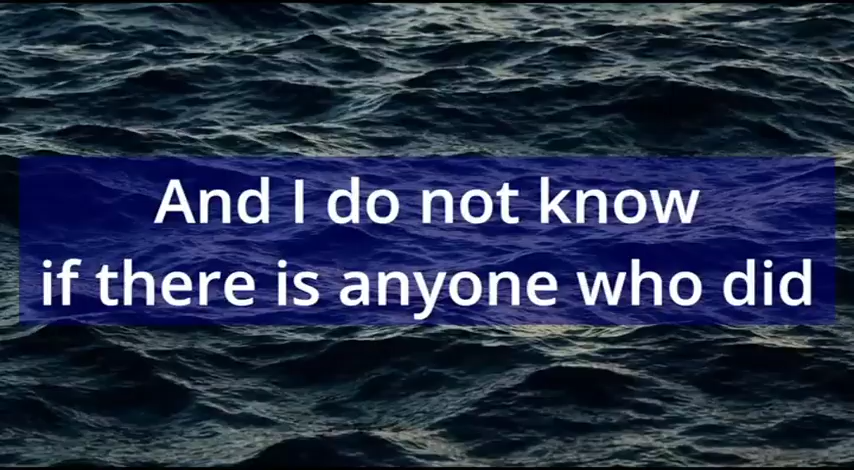 And I do not know
if there is anyone who did